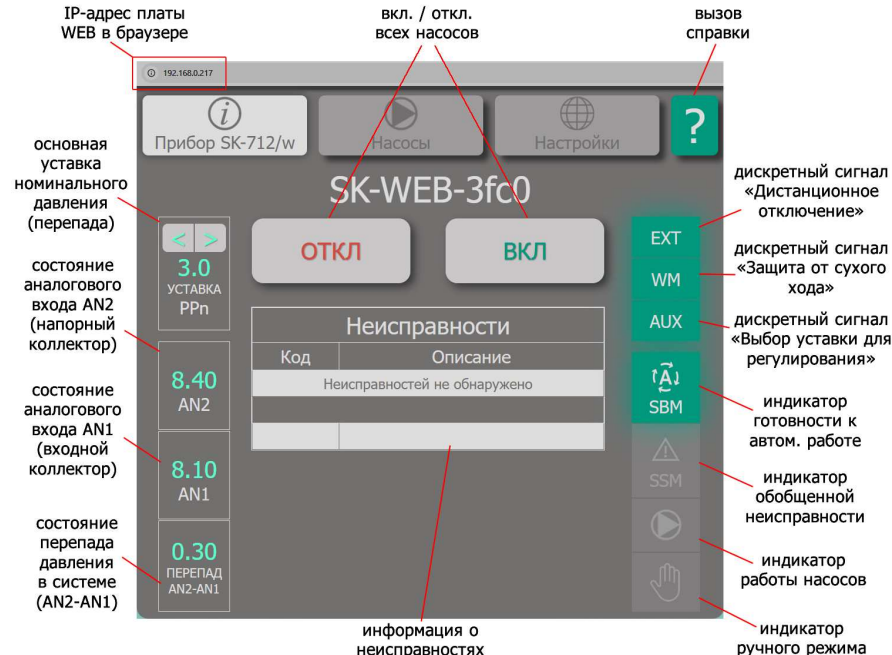 IP-адрес платы
WEB в браузере
вкл. / откл.
всех насосов
вызов
справки
192.168.0.217
Прибор SK-712/w
Насосы
Настройки
?
SK-WEB-3fc0
основная
уставка
номинального
давления
(перепада)
состояние
аналогового
входа AN2
(напорный
коллектор)
состояние
аналогового
входа AN1
(входной
коллектор)
состояние
перепада
давления
в системе
(AN2-AN1)
< >
3.0
УСТАВКА
PPn
8.40
AN2
8.10
AN1
0.30
ПЕРЕПАД
AN2-AN1
ОТКЛ
ВКЛ
Неисправности
Код Описание
Неисправностей не обнаружено
EXT
WM
AUX
A
SBM
SSM
дискретный сигнал
«Дистанционное
отключение»
дискретный сигнал
«Защита от сухого
хода»
дискретный сигнал
«Выбор уставки для
регулирования»
индикатор
готовности к
автом. работе
индикатор
обобщенной
неисправности
индикатор
работы насосов
индикатор
ручного режима
информация о
неисправностях